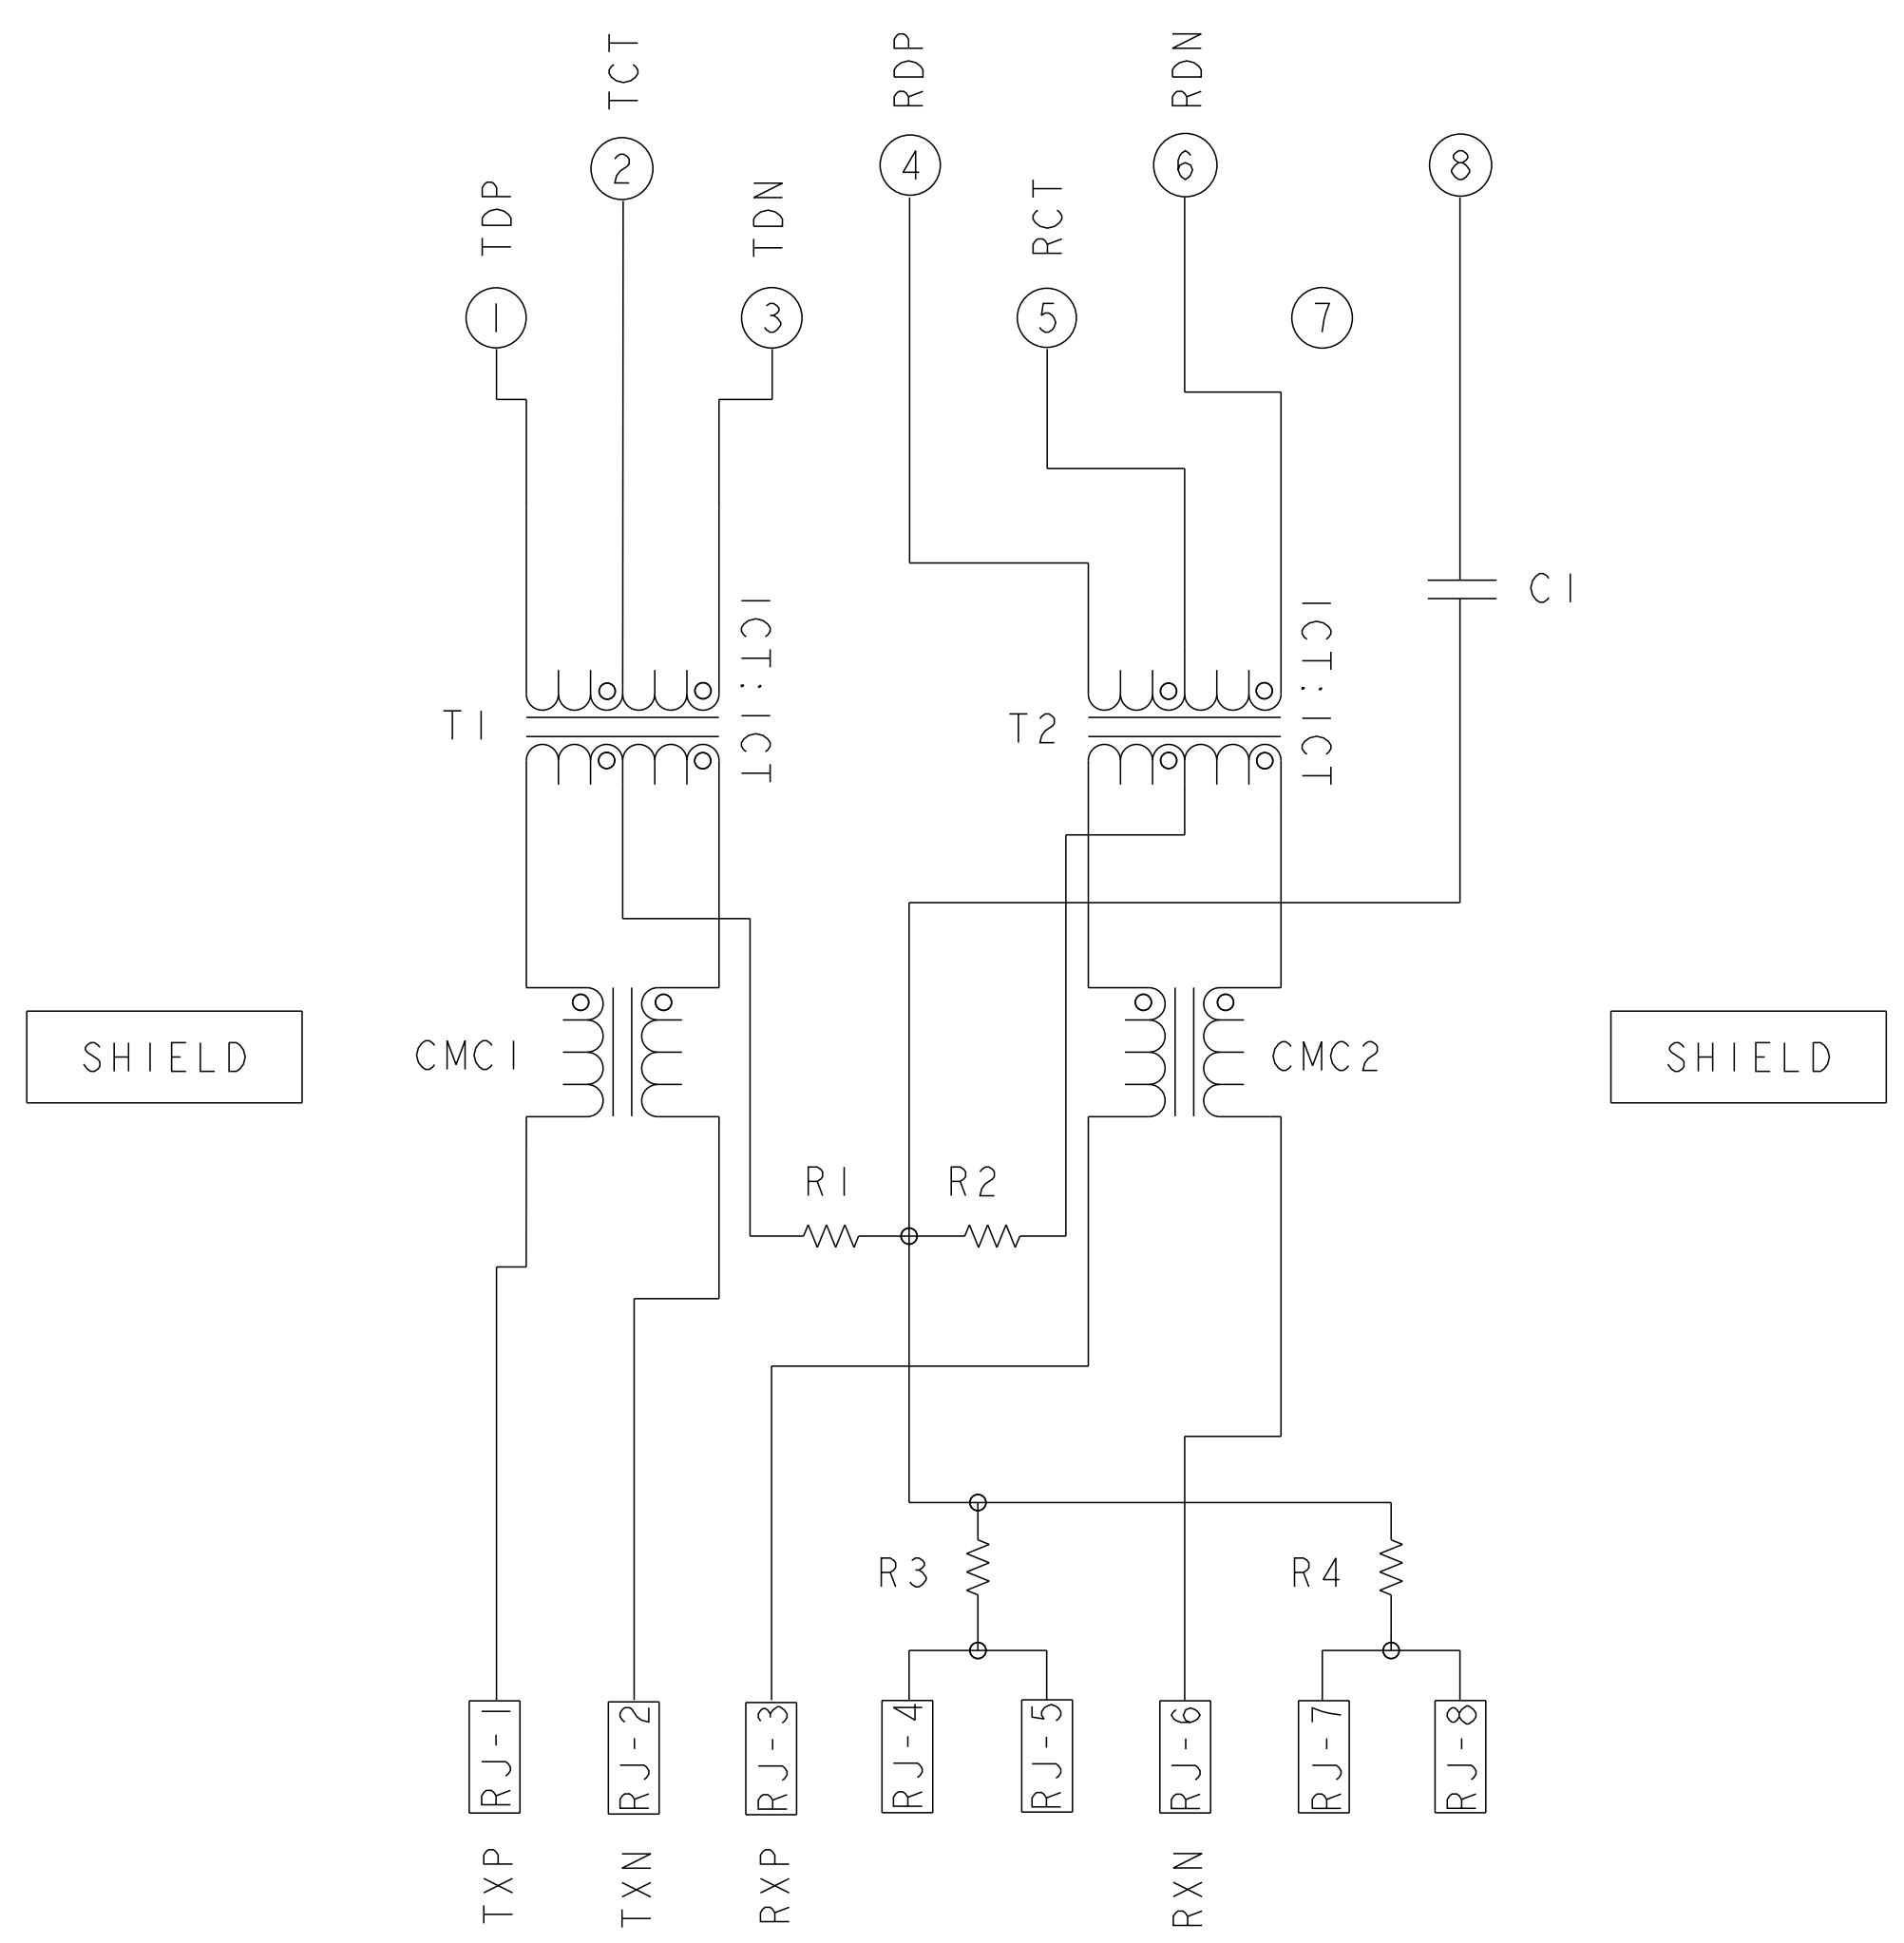 TCT
RDP
RDN
2
4
6
8
TDP
TDN
RCT
1
3
5
7
1CT:1CT
1CT:1CT
C1
T1
T2
SHIELD
CMC1
CMC2
SHIELD
R1
R2
R3
R4
RJ-1
RJ-2
RJ-3
RJ-4
RJ-5
RJ-6
RJ-7
RJ-8
TXP
TXN
RXP
RXN